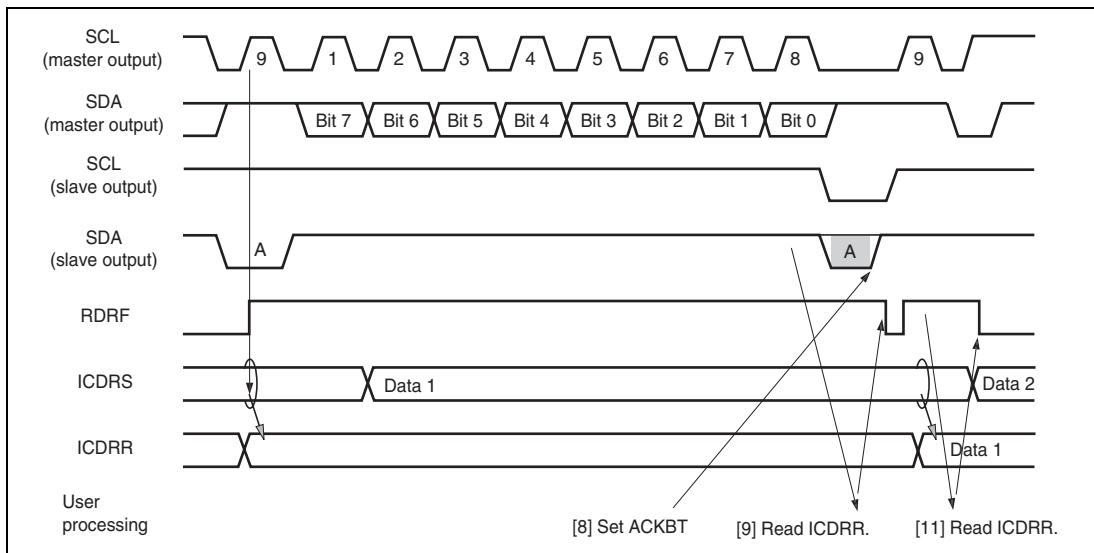 SCL
(master output)
9 1 2 3 4 5 6 7 8 9
SDA
(master output)
Bit 7 Bit 6 Bit 5 Bit 4 Bit 3 Bit 2 Bit 1 Bit 0
SCL
(slave output)
SDA
(slave output)
A A
RDRF
ICDRS
Data 1 Data 2
ICDRR
Data 1
User
processing
[8] Set ACKBT [9] Read ICDRR. [11] Read ICDRR.